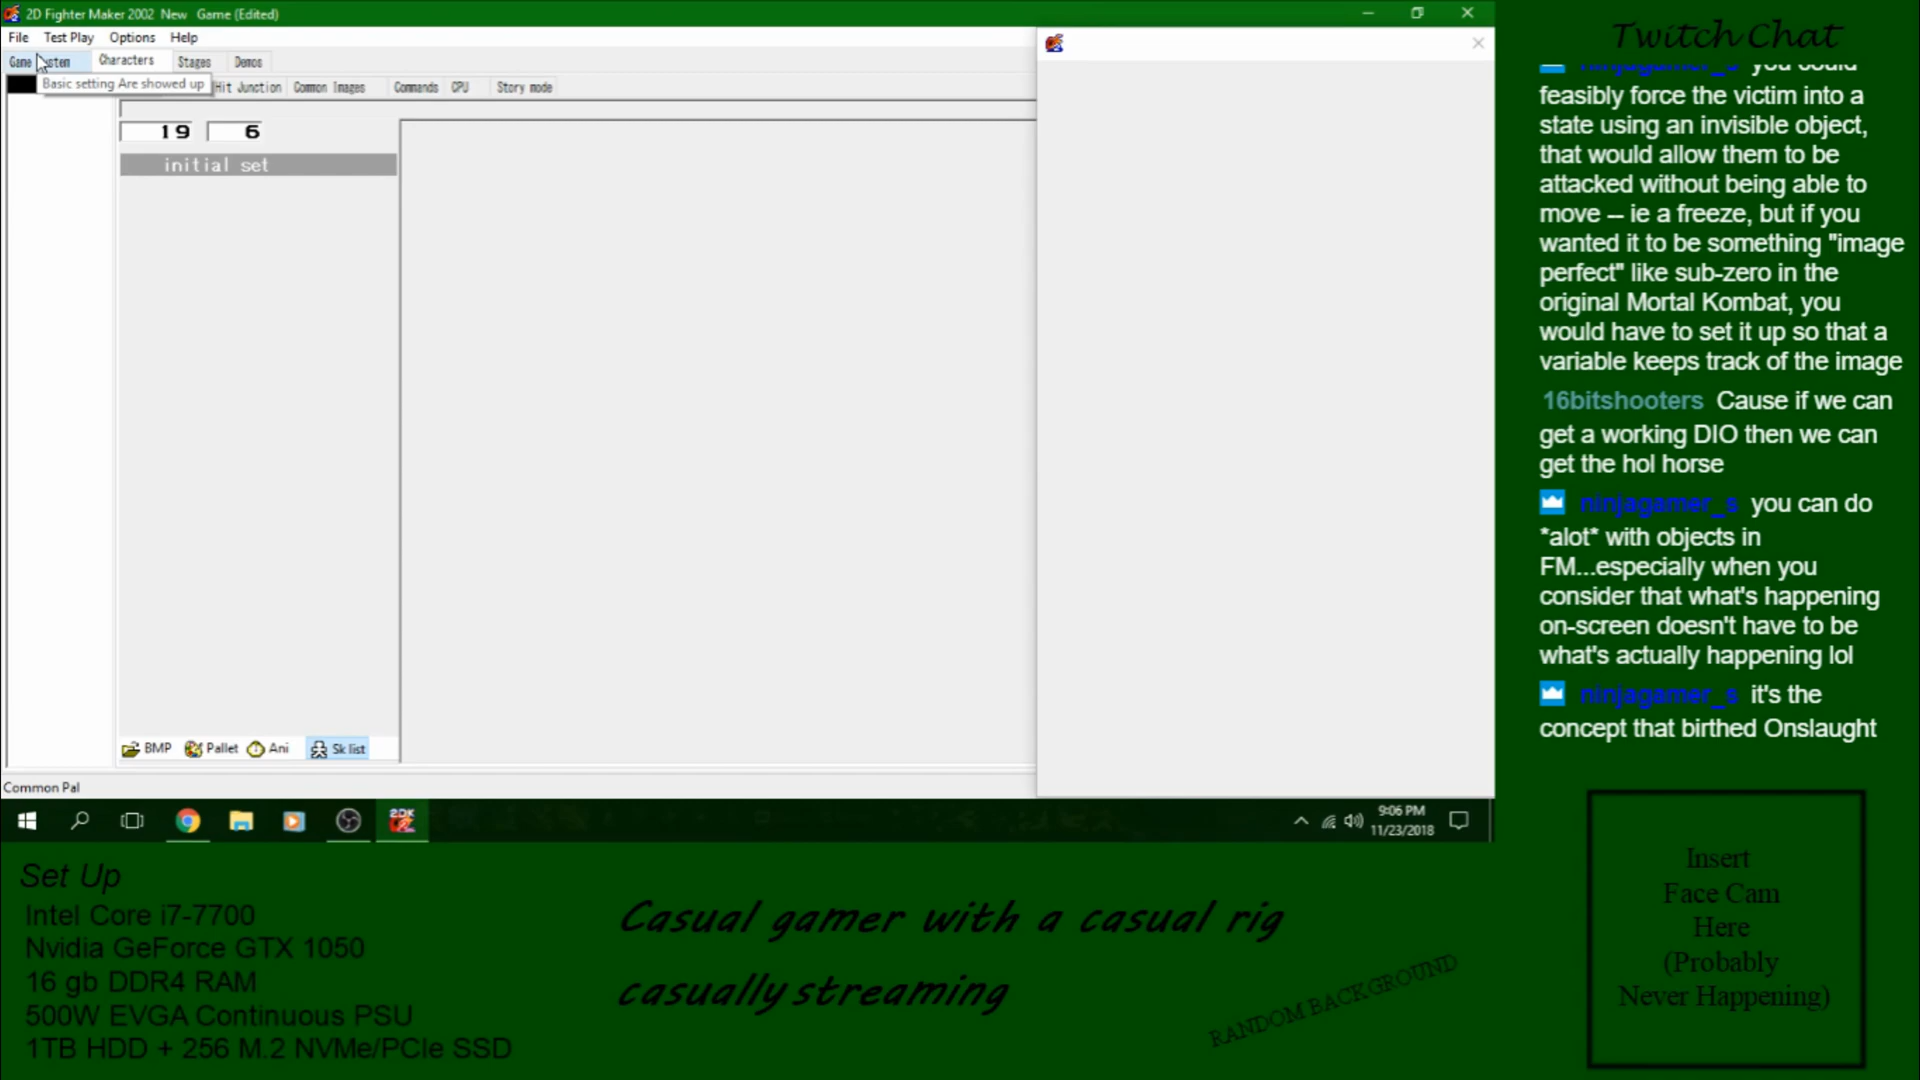 2D Fighter Maker 2002 New Game (Edited)
File Test Play Options Help
Game System Characters Stages Demos
Basic setting Are showed up
Hit Junction Common Images Commands CPU Story mode
19 6
initial set
BMP Pallet Ani Sk list
Common Pal
2DK
9:06 PM
11/23/2018
Twitch Chat
ninjagamer_s you could
feasibly force the victim into a
state using an invisible object,
that would allow them to be
attacked without being able to
move -- ie a freeze, but if you
wanted it to be something "image
perfect" like sub-zero in the
original Mortal Kombat, you
would have to set it up so that a
variable keeps track of the image
16bitshooters Cause if we can
get a working DIO then we can
get the hol horse
ninjagamer_s you can do
*alot* with objects in
FM...especially when you
consider that what's happening
on-screen doesn't have to be
what's actually happening lol
ninjagamer_s it's the
concept that birthed Onslaught
Set Up
Intel Core i7-7700
Nvidia GeForce GTX 1050
16 gb DDR4 RAM
500W EVGA Continuous PSU
1TB HDD + 256 M.2 NVMe/PCIe SSD
Casual gamer with a casual rig
casually streaming
RANDOM BACKGROUND
Insert
Face Cam
Here
(Probably
Never Happening)